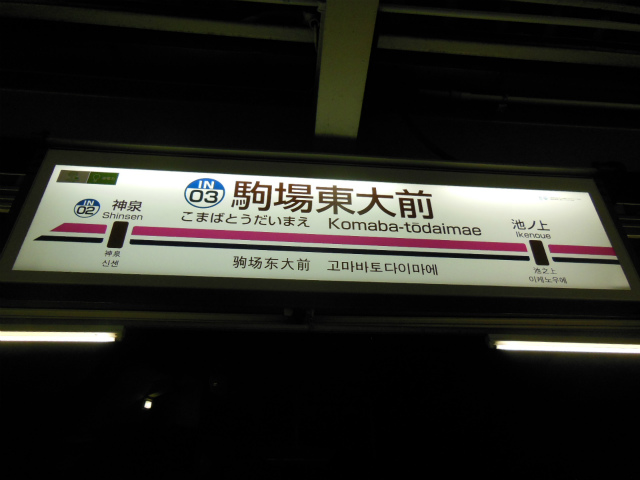 IN
03
駒場東大前
こまばとうだいまえ Komaba-tōdaimae
驹场东大前 고마바토다이마에
IN
02
神泉
Shinsen
神泉
신센
池ノ上
Ikenoue
池之上
이케노우에